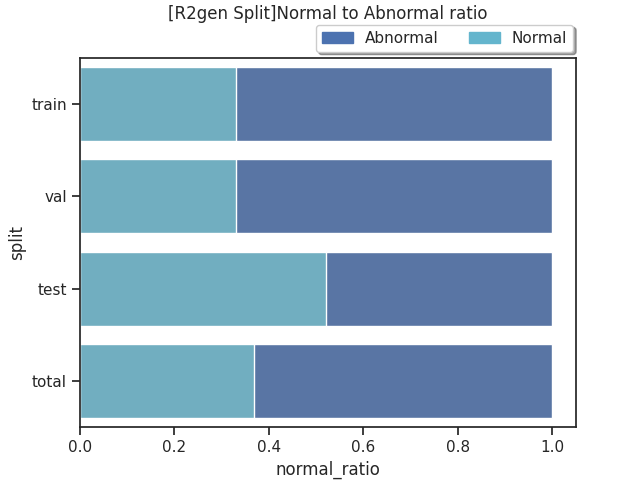 [R2gen Split]Normal to Abnormal ratio
Abnormal Normal
train
val
test
total
split
0.0 0.2 0.4 0.6 0.8 1.0
normal_ratio